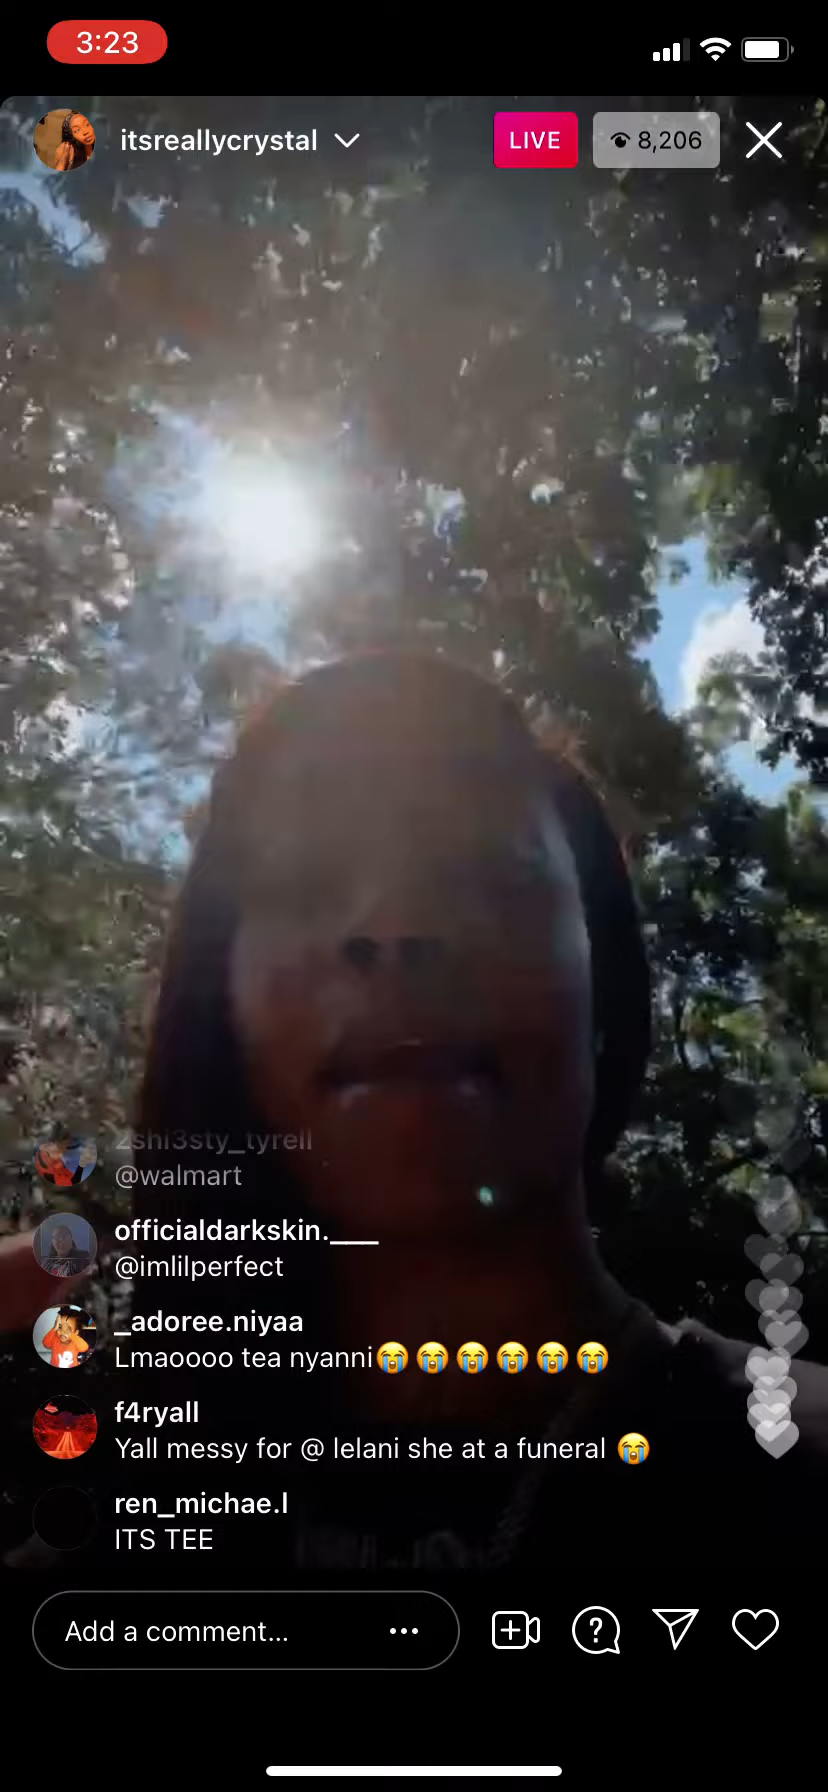 3:23
itsreallycrystal
LIVE
8,206
2shi3sty_tyrell
@walmart
officialdarkskin.___
@imlilperfect
_adoree.niyaa
Lmaoooo tea nyanni😭😭😭😭😭😭
f4ryall
Yall messy for @ lelani she at a funeral 😭
ren_michae.l
ITS TEE
Add a comment...